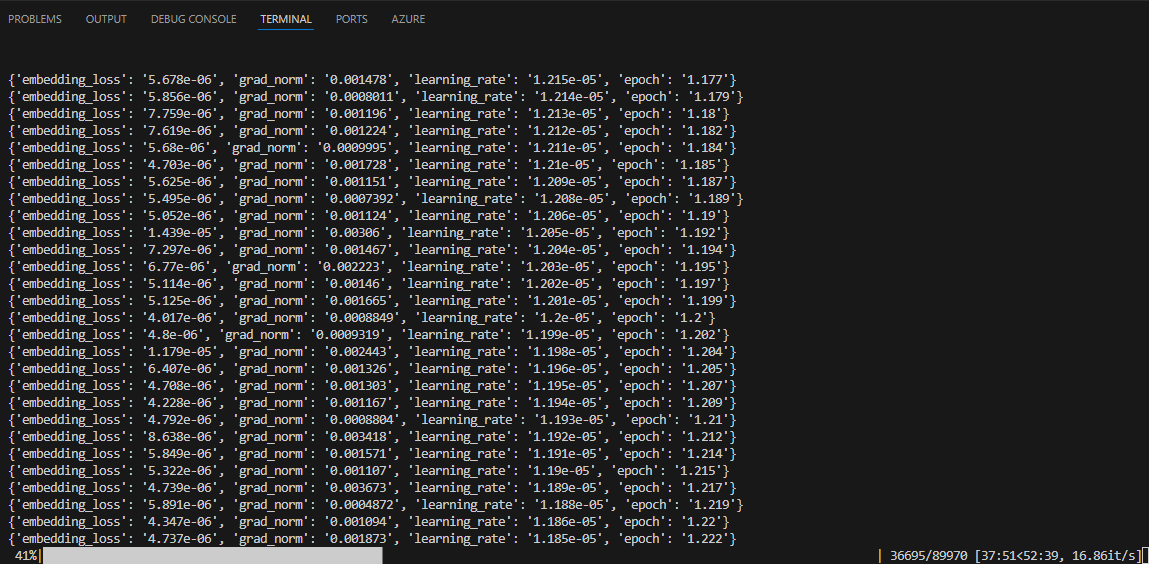 PROBLEMS OUTPUT DEBUG CONSOLE TERMINAL PORTS AZURE
{'embedding_loss': '5.678e-06', 'grad_norm': '0.001478', 'learning_rate': '1.215e-05', 'epoch': '1.177'}
{'embedding_loss': '5.856e-06', 'grad_norm': '0.0008011', 'learning_rate': '1.214e-05', 'epoch': '1.179'}
{'embedding_loss': '7.759e-06', 'grad_norm': '0.001196', 'learning_rate': '1.213e-05', 'epoch': '1.18'}
{'embedding_loss': '7.619e-06', 'grad_norm': '0.001224', 'learning_rate': '1.212e-05', 'epoch': '1.182'}
{'embedding_loss': '5.68e-06', 'grad_norm': '0.0009995', 'learning_rate': '1.211e-05', 'epoch': '1.184'}
{'embedding_loss': '4.703e-06', 'grad_norm': '0.001728', 'learning_rate': '1.21e-05', 'epoch': '1.185'}
{'embedding_loss': '5.625e-06', 'grad_norm': '0.001151', 'learning_rate': '1.209e-05', 'epoch': '1.187'}
{'embedding_loss': '5.495e-06', 'grad_norm': '0.0007392', 'learning_rate': '1.208e-05', 'epoch': '1.189'}
{'embedding_loss': '5.052e-06', 'grad_norm': '0.001124', 'learning_rate': '1.206e-05', 'epoch': '1.19'}
{'embedding_loss': '1.439e-05', 'grad_norm': '0.00306', 'learning_rate': '1.205e-05', 'epoch': '1.192'}
{'embedding_loss': '7.297e-06', 'grad_norm': '0.001467', 'learning_rate': '1.204e-05', 'epoch': '1.194'}
{'embedding_loss': '6.77e-06', 'grad_norm': '0.002223', 'learning_rate': '1.203e-05', 'epoch': '1.195'}
{'embedding_loss': '5.114e-06', 'grad_norm': '0.00146', 'learning_rate': '1.202e-05', 'epoch': '1.197'}
{'embedding_loss': '5.125e-06', 'grad_norm': '0.001665', 'learning_rate': '1.201e-05', 'epoch': '1.199'}
{'embedding_loss': '4.017e-06', 'grad_norm': '0.0008849', 'learning_rate': '1.2e-05', 'epoch': '1.2'}
{'embedding_loss': '4.8e-06', 'grad_norm': '0.0009319', 'learning_rate': '1.199e-05', 'epoch': '1.202'}
{'embedding_loss': '1.179e-05', 'grad_norm': '0.002443', 'learning_rate': '1.198e-05', 'epoch': '1.204'}
{'embedding_loss': '6.407e-06', 'grad_norm': '0.001326', 'learning_rate': '1.196e-05', 'epoch': '1.205'}
{'embedding_loss': '4.708e-06', 'grad_norm': '0.001303', 'learning_rate': '1.195e-05', 'epoch': '1.207'}
{'embedding_loss': '4.228e-06', 'grad_norm': '0.001167', 'learning_rate': '1.194e-05', 'epoch': '1.209'}
{'embedding_loss': '4.792e-06', 'grad_norm': '0.0008804', 'learning_rate': '1.193e-05', 'epoch': '1.21'}
{'embedding_loss': '8.638e-06', 'grad_norm': '0.003418', 'learning_rate': '1.192e-05', 'epoch': '1.212'}
{'embedding_loss': '5.849e-06', 'grad_norm': '0.001571', 'learning_rate': '1.191e-05', 'epoch': '1.214'}
{'embedding_loss': '5.322e-06', 'grad_norm': '0.001107', 'learning_rate': '1.19e-05', 'epoch': '1.215'}
{'embedding_loss': '4.739e-06', 'grad_norm': '0.003673', 'learning_rate': '1.189e-05', 'epoch': '1.217'}
{'embedding_loss': '5.891e-06', 'grad_norm': '0.0004872', 'learning_rate': '1.188e-05', 'epoch': '1.219'}
{'embedding_loss': '4.347e-06', 'grad_norm': '0.001094', 'learning_rate': '1.186e-05', 'epoch': '1.22'}
{'embedding_loss': '4.737e-06', 'grad_norm': '0.001873', 'learning_rate': '1.185e-05', 'epoch': '1.222'}
41%| | 36695/89970 [37:51<52:39, 16.86it/s]